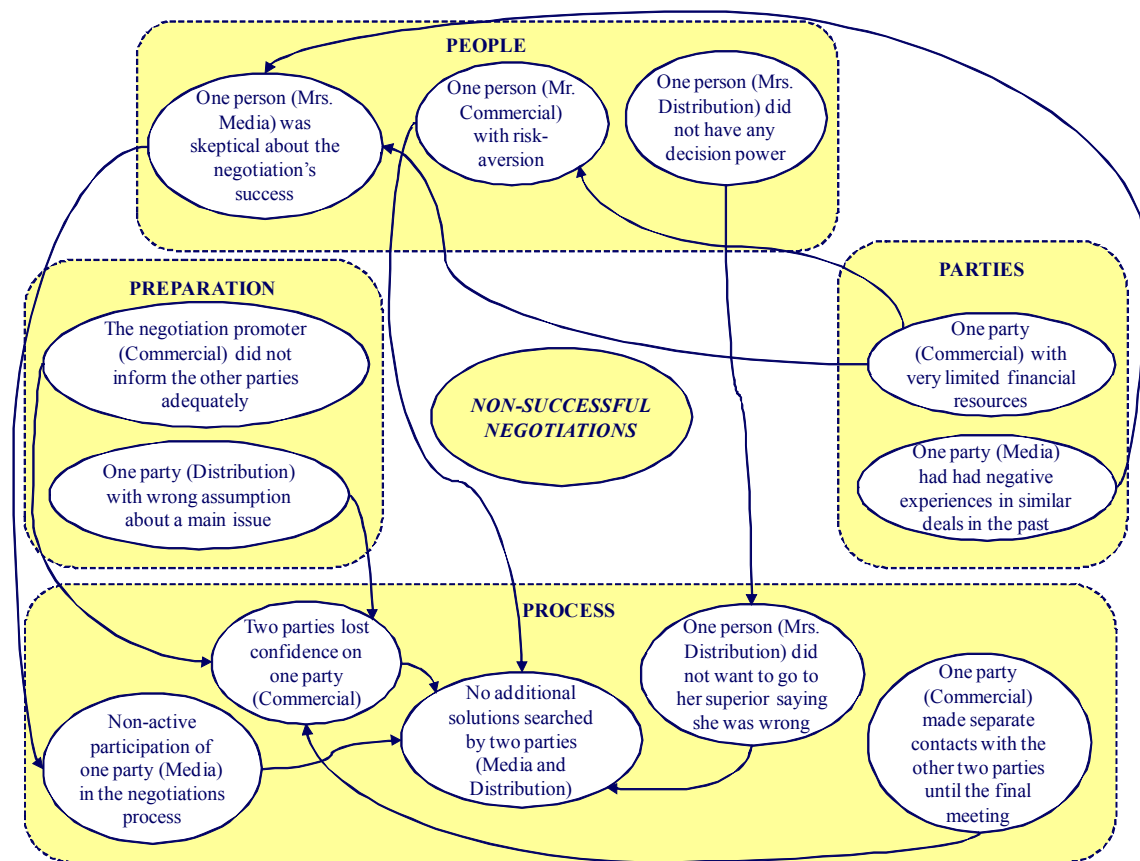 PEOPLE
One person (Mrs.
Media) was
skeptical about the
negotiation's
success
One person (Mr.
Commercial)
with risk-
aversion
One person (Mrs.
Distribution) did
not have any
decision power
PREPARATION
The negotiation promoter
(Commercial) did not
inform the other parties
adequately
One party (Distribution)
with wrong assumption
about a main issue
NON-SUCCESSFUL
NEGOTIATIONS
PARTIES
One party
(Commercial) with
very limited financial
resources
One party (Media)
had had negative
experiences in similar
deals in the past
PROCESS
Two parties lost
confidence on
one party
(Commercial)
Non-active
participation of
one party (Media)
in the negotiations
process
No additional
solutions searched
by two parties
(Media and
Distribution)
One person (Mrs.
Distribution) did
not want to go to
her superior saying
she was wrong
One party
(Commercial)
made separate
contacts with the
other two parties
until the final
meeting